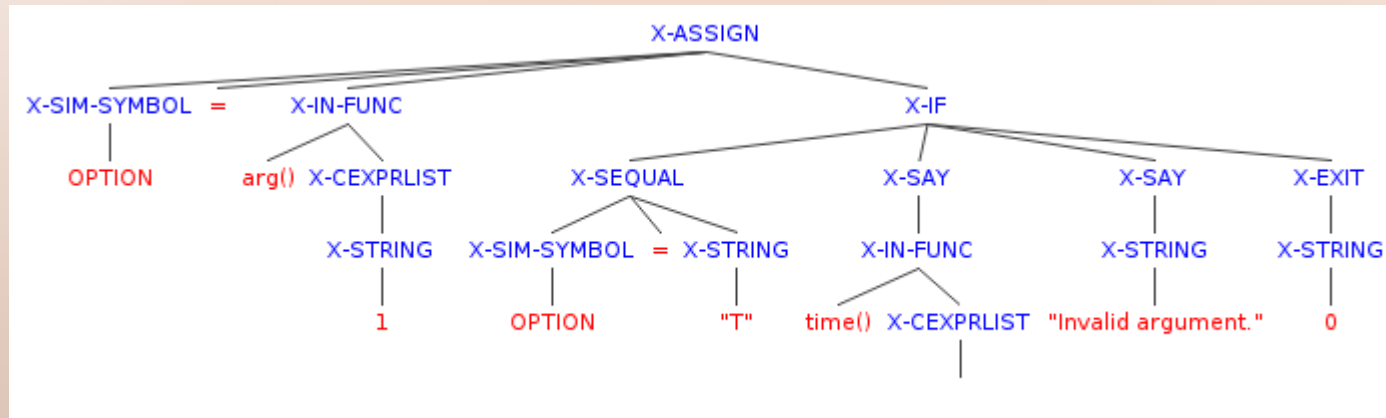 X-ASSIGN
X-SIM-SYMBOL = X-IN-FUNC X-IF
OPTION arg() X-CEXPRLIST X-SEQUAL X-SAY X-SAY X-EXIT
X-STRING X-SIM-SYMBOL = X-STRING X-IN-FUNC X-STRING X-STRING
1 OPTION "T" time() X-CEXPRLIST "Invalid argument." 0